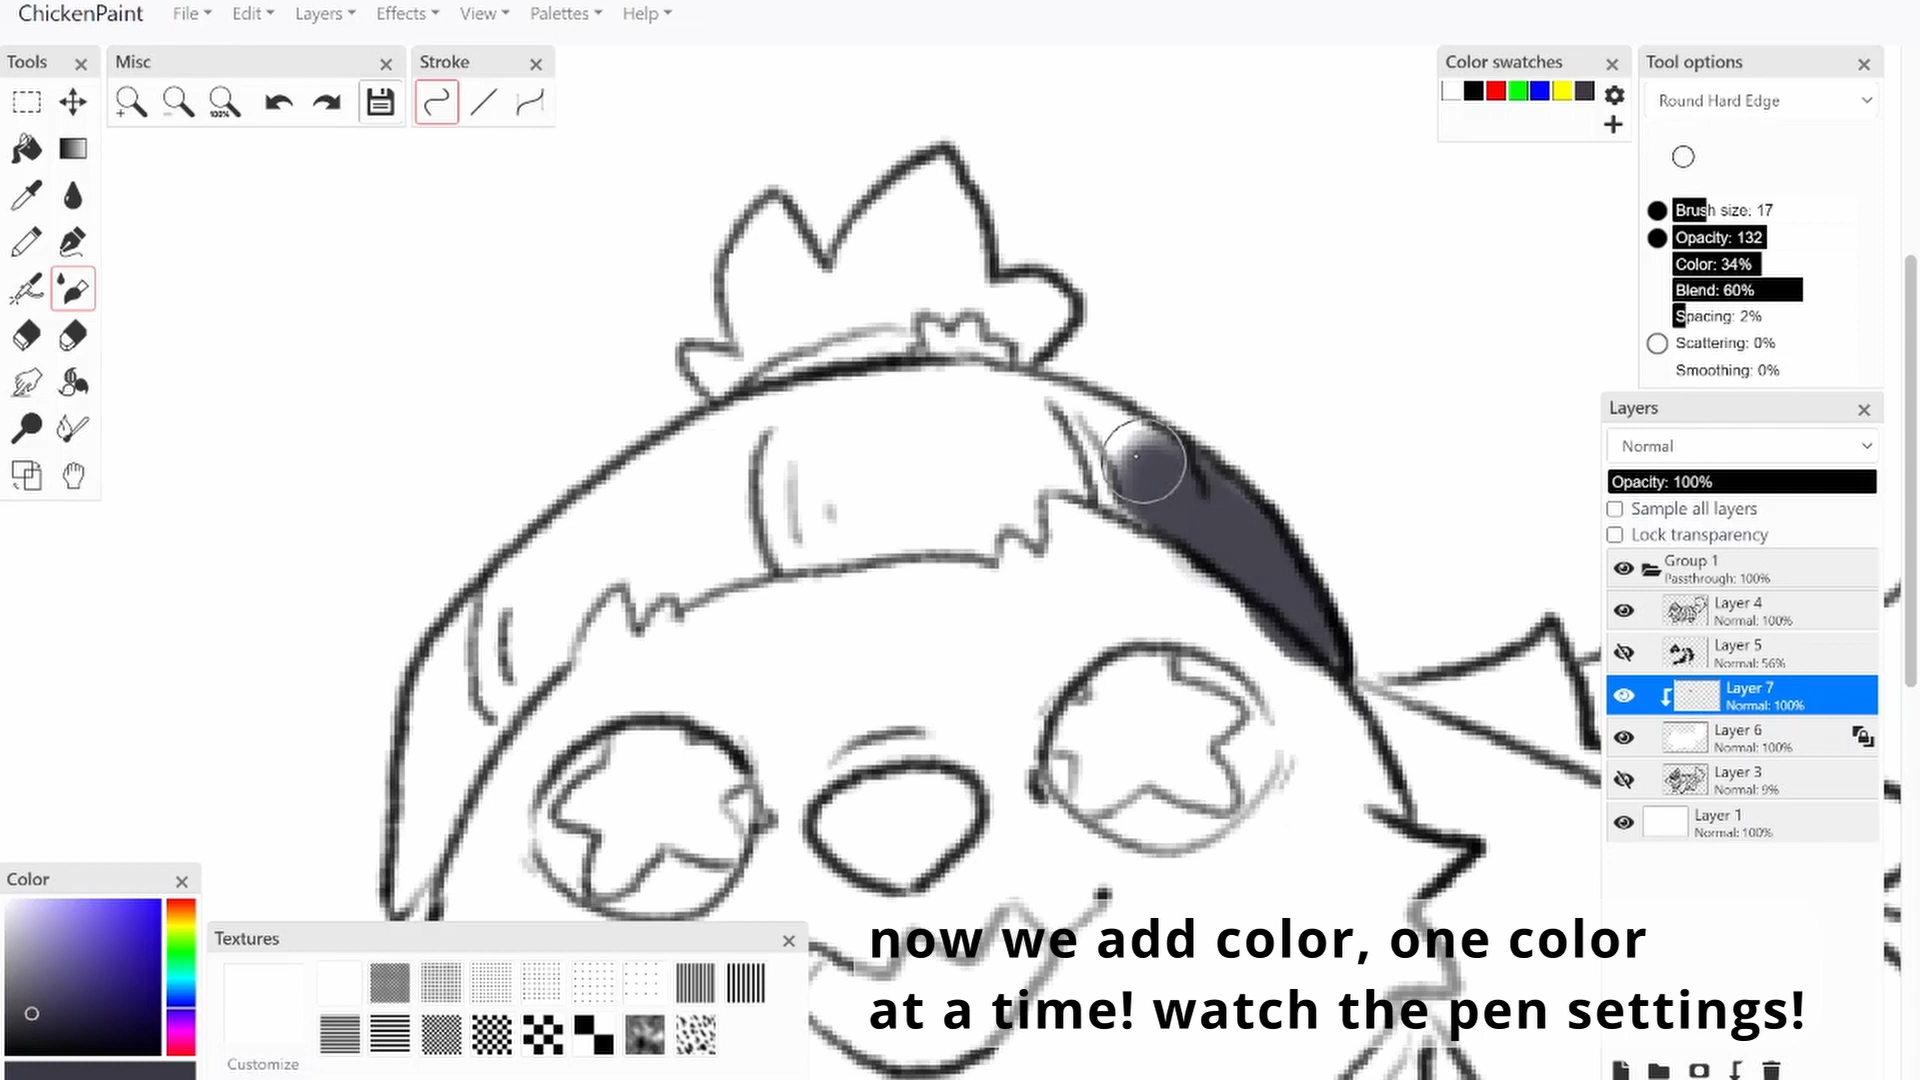 ChickenPaint File Edit Layers Effects View Palettes Help
Tools
Misc
Stroke
Color swatches
Tool options
100%
Round Hard Edge
Brush size: 17
Opacity: 132
Color: 34%
Blend: 60%
Spacing: 2%
Scattering: 0%
Smoothing: 0%
Layers
Normal
Opacity: 100%
Sample all layers
Lock transparency
Group 1
Passthrough: 100%
Layer 4
Normal: 100%
Layer 5
Normal: 56%
Layer 7
Normal: 100%
Layer 6
Normal: 100%
Layer 3
Normal: 9%
Layer 1
Normal: 100%
Color
Textures
Customize
now we add color, one color
at a time! watch the pen settings!